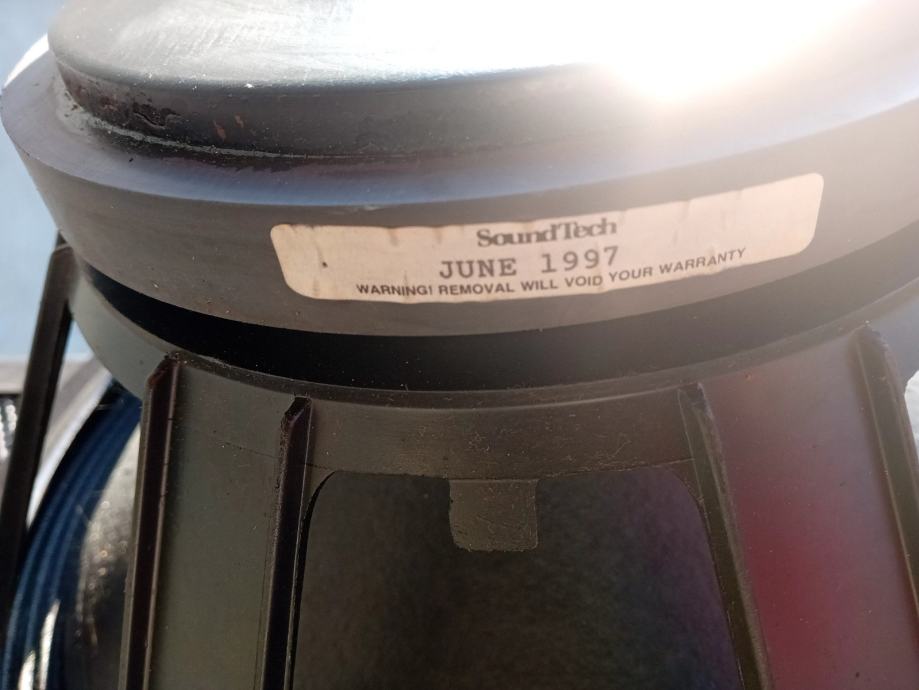 SoundTech
JUNE 1997
WARNING! REMOVAL WILL VOID YOUR WARRANTY